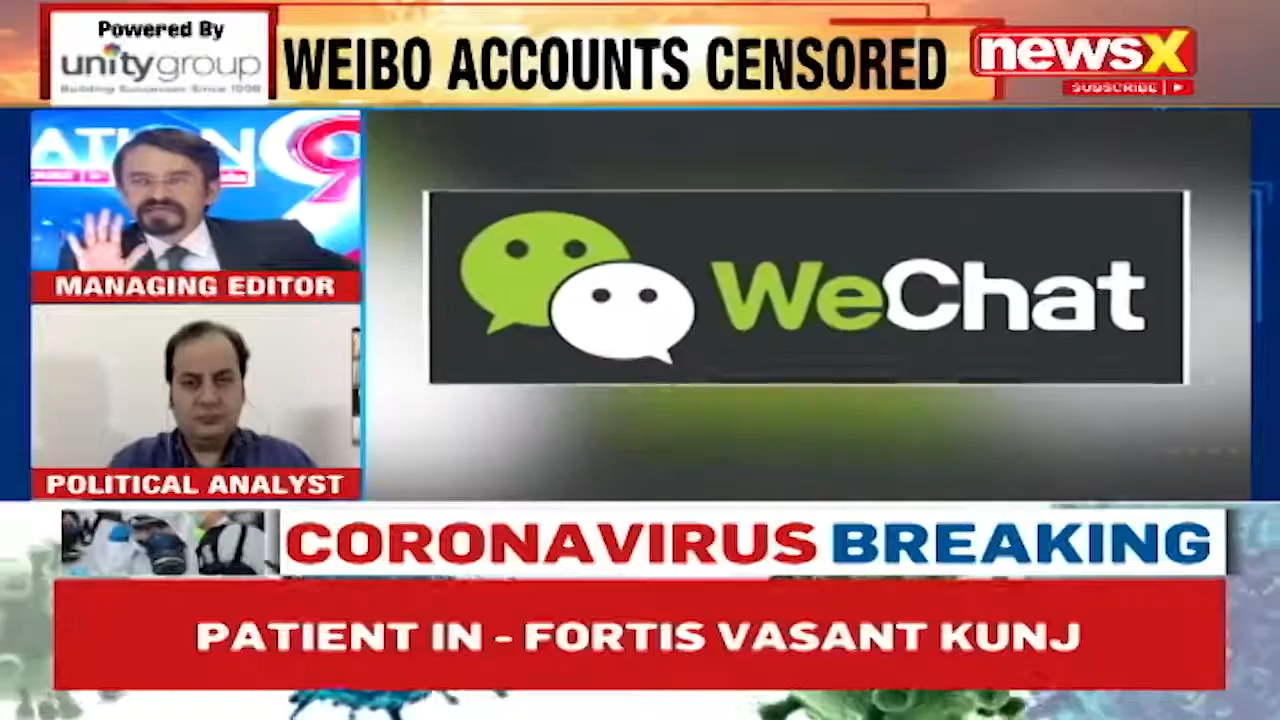 Powered By
unitygroup
Building Successes Since 1998
WEIBO ACCOUNTS CENSORED
newsX
SUBSCRIBE
MANAGING EDITOR
WeChat
POLITICAL ANALYST
CORONAVIRUS BREAKING
PATIENT IN - FORTIS VASANT KUNJ